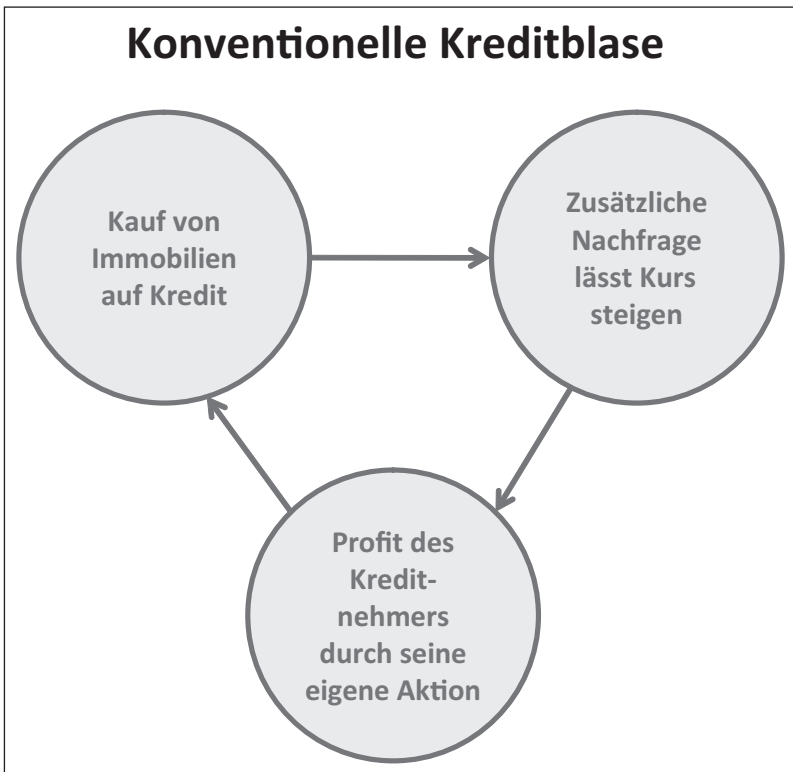 Konventionelle Kreditblase
Kauf von
Immobilien
auf Kredit
Zusätzliche
Nachfrage
lässt Kurs
steigen
Profit des
Kredit-
nehmers
durch seine
eigene Aktion